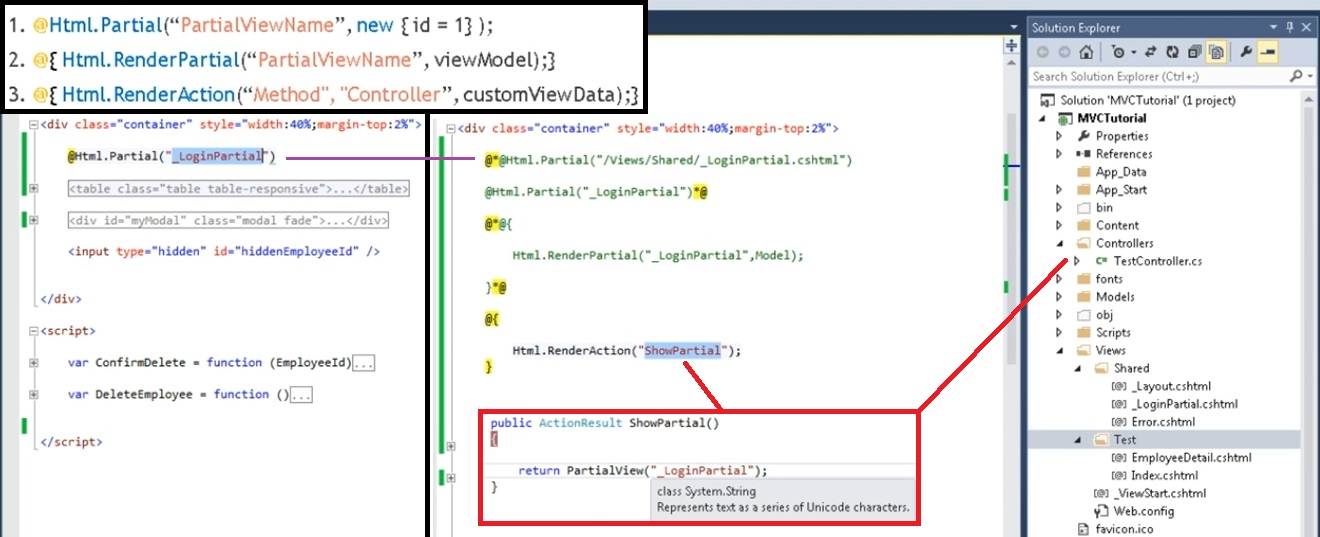 1. @Html.Partial(“PartialViewName”, new { id = 1} );
2. @{ Html.RenderPartial(“PartialViewName”, viewModel);}
3. @{ Html.RenderAction(“Method", "Controller”, customViewData);}
<div class="container" style="width:40%;margin-top:2%">
@Html.Partial("_LoginPartial")
<table class="table table-responsive">...</table>
<div id="myModal" class="modal fade">...</div>
<input type="hidden" id="hiddenEmployeeId" />
</div>
<script>
var ConfirmDelete = function (EmployeeId)...
var DeleteEmployee = function ()...
</script>
<div class="container" style="width:40%;margin-top:2%">
@*@Html.Partial("/Views/Shared/_LoginPartial.cshtml")
@Html.Partial("_LoginPartial")*@
@*@{
Html.RenderPartial("_LoginPartial",Model);
}*@
@{
Html.RenderAction("ShowPartial");
}
public ActionResult ShowPartial()
{
return PartialView("_LoginPartial");
}
class System.String
Represents text as a series of Unicode characters.
Solution Explorer
Search Solution Explorer (Ctrl+;)
Solution 'MVCTutorial' (1 project)
MVCTutorial
Properties
References
App_Data
App_Start
bin
Content
Controllers
C# TestController.cs
fonts
Models
obj
Scripts
Views
Shared
[@] _Layout.cshtml
[@] _LoginPartial.cshtml
[@] Error.cshtml
Test
[@] EmployeeDetail.cshtml
[@] Index.cshtml
[@] _ViewStart.cshtml
Web.config
favicon.ico